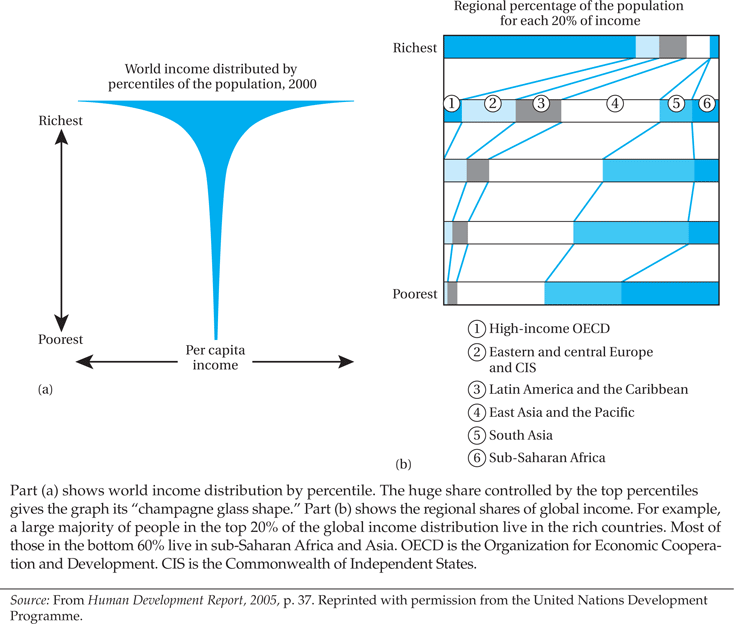 World income distributed by
percentiles of the population, 2000
Richest
Poorest
Per capita
income
(a)
Regional percentage of the population
for each 20% of income
Richest
1 2 3 4 5 6
Poorest
1 High-income OECD
2 Eastern and central Europe
and CIS
3 Latin America and the Caribbean
4 East Asia and the Pacific
5 South Asia
6 Sub-Saharan Africa
(b)
Part (a) shows world income distribution by percentile. The huge share controlled by the top percentiles
gives the graph its “champagne glass shape.” Part (b) shows the regional shares of global income. For example,
a large majority of people in the top 20% of the global income distribution live in the rich countries. Most of
those in the bottom 60% live in sub-Saharan Africa and Asia. OECD is the Organization for Economic Coopera-
tion and Development. CIS is the Commonwealth of Independent States.
Source: From Human Development Report, 2005, p. 37. Reprinted with permission from the United Nations Development
Programme.